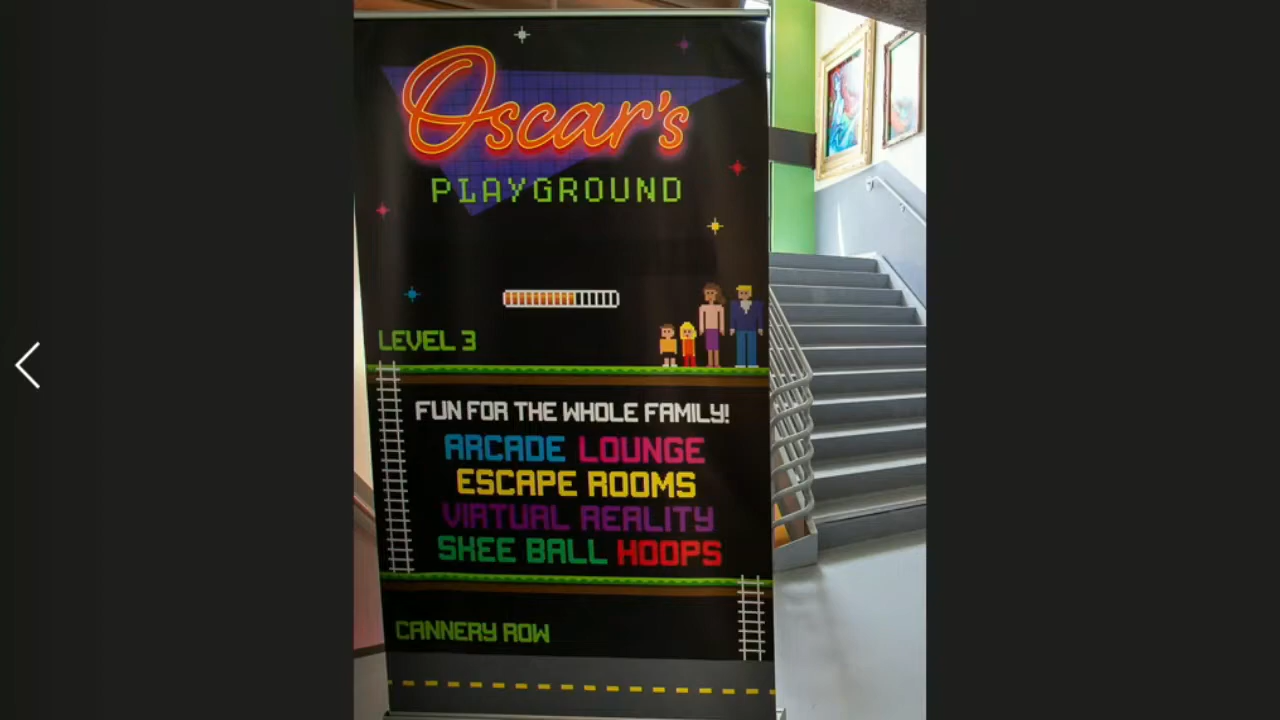 Oscar's
PLAYGROUND
LEVEL 3
FUN FOR THE WHOLE FAMILY!
ARCADE LOUNGE
ESCAPE ROOMS
VIRTUAL REALITY
SKEE BALL HOOPS
CANNERY ROW